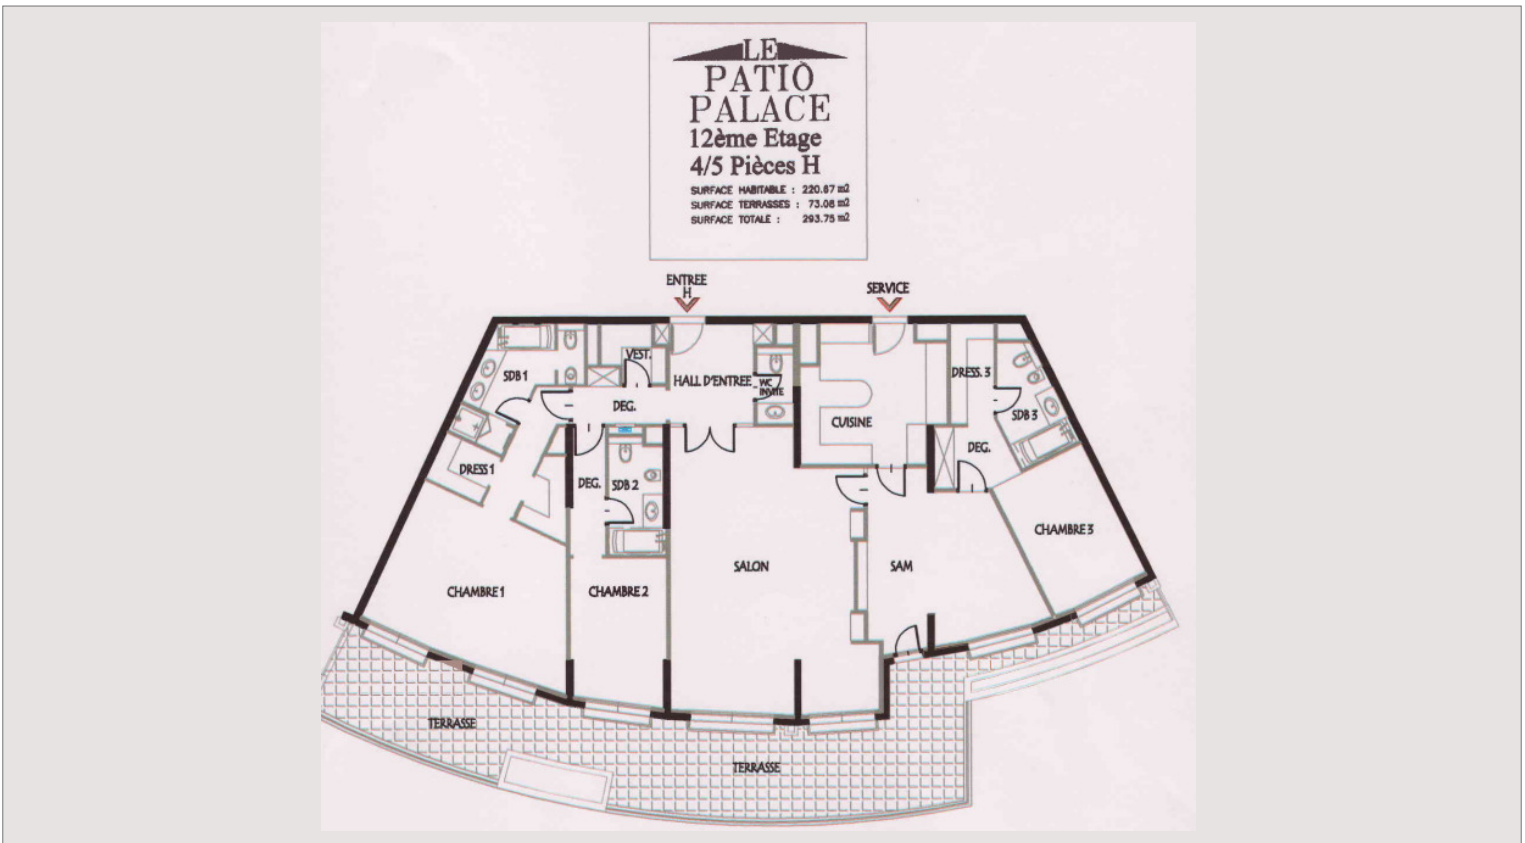 LE
PATIO
PALACE
12ème Etage
4/5 Pièces H
SURFACE HABITABLE : 220.67 m2
SURFACE TERRASSES : 73.08 m2
SURFACE TOTALE : 293.75 m2
ENTREE
H
SERVICE
SDB 1
VEST.
HALL D'ENTREE
WC
INVITE
DEG.
CUISINE
DRESS. 3
SDB 3
DEG.
DRESS 1
DEG.
SDB 2
CHAMBRE 1
CHAMBRE 2
SALON
SAM
CHAMBRE 3
TERRASSE
TERRASSE